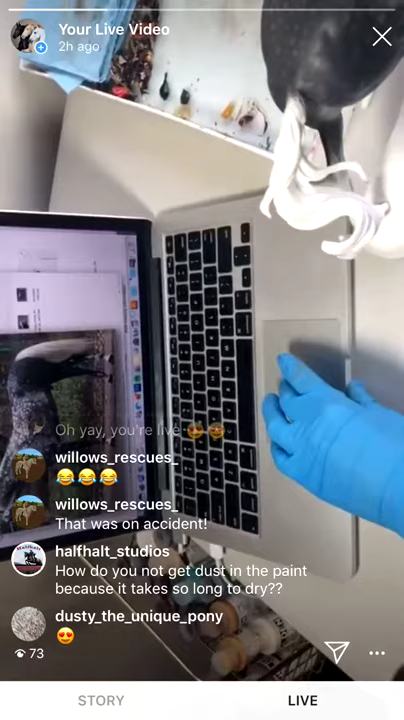 Your Live Video
2h ago
Oh yay, you're live 😍😍
willows_rescues_
😂😂😂
willows_rescues_
That was on accident!
halfhalt_studios
How do you not get dust in the paint
because it takes so long to dry??
dusty_the_unique_pony
😍
73
STORY
LIVE